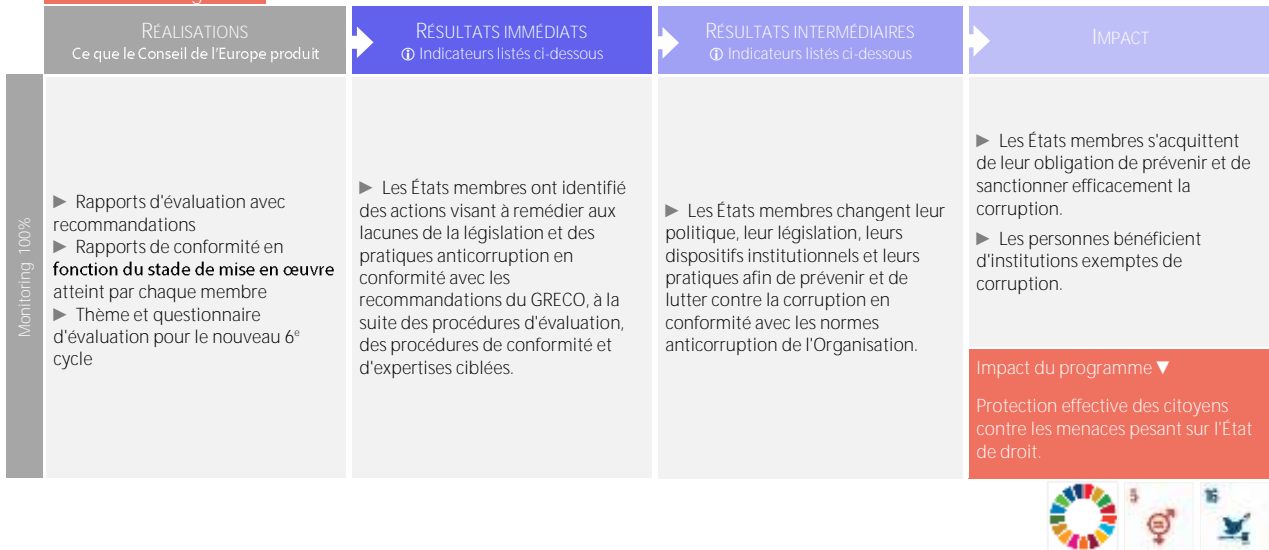 RÉALISATIONS
Ce que le Conseil de l'Europe produit
RÉSULTATS IMMÉDIATS
🛈 Indicateurs listés ci-dessous
RÉSULTATS INTERMÉDIAIRES
🛈 Indicateurs listés ci-dessous
IMPACT
Monitoring 100%
► Rapports d'évaluation avec
recommandations
► Rapports de conformité en
fonction du stade de mise en œuvre
atteint par chaque membre
► Thème et questionnaire
d'évaluation pour le nouveau 6e
cycle
► Les États membres ont identifié
des actions visant à remédier aux
lacunes de la législation et des
pratiques anticorruption en
conformité avec les
recommandations du GRECO, à la
suite des procédures d'évaluation,
des procédures de conformité et
d'expertises ciblées.
► Les États membres changent leur
politique, leur législation, leurs
dispositifs institutionnels et leurs
pratiques afin de prévenir et de
lutter contre la corruption en
conformité avec les normes
anticorruption de l'Organisation.
► Les États membres s'acquittent
de leur obligation de prévenir et de
sanctionner efficacement la
corruption.
► Les personnes bénéficient
d'institutions exemptes de
corruption.
Impact du programme ▼
Protection effective des citoyens
contre les menaces pesant sur l'État
de droit.
5
16